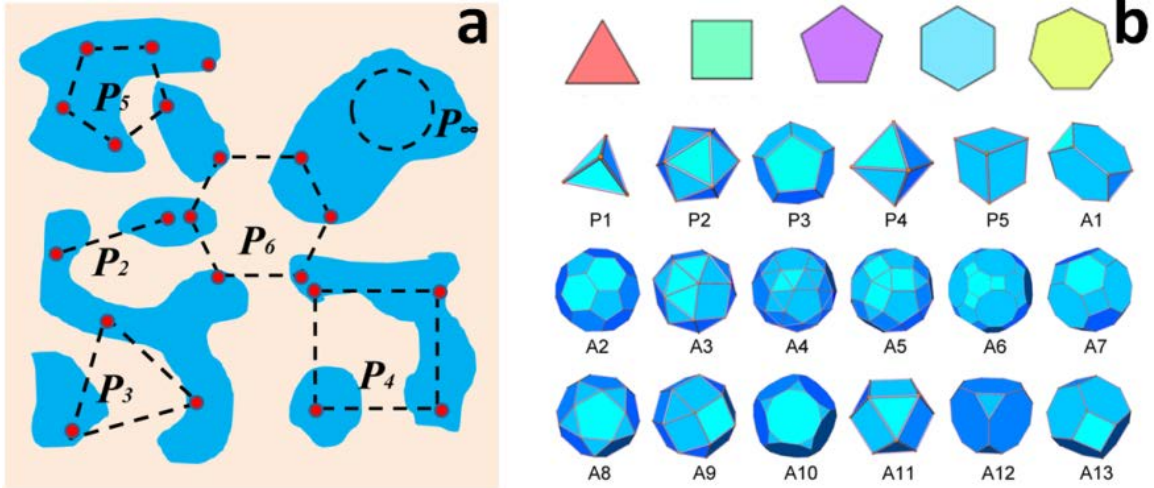 a
P5
P∞
P6
P2
P3
P4
b
P1 P2 P3 P4 P5 A1
A2 A3 A4 A5 A6 A7
A8 A9 A10 A11 A12 A13